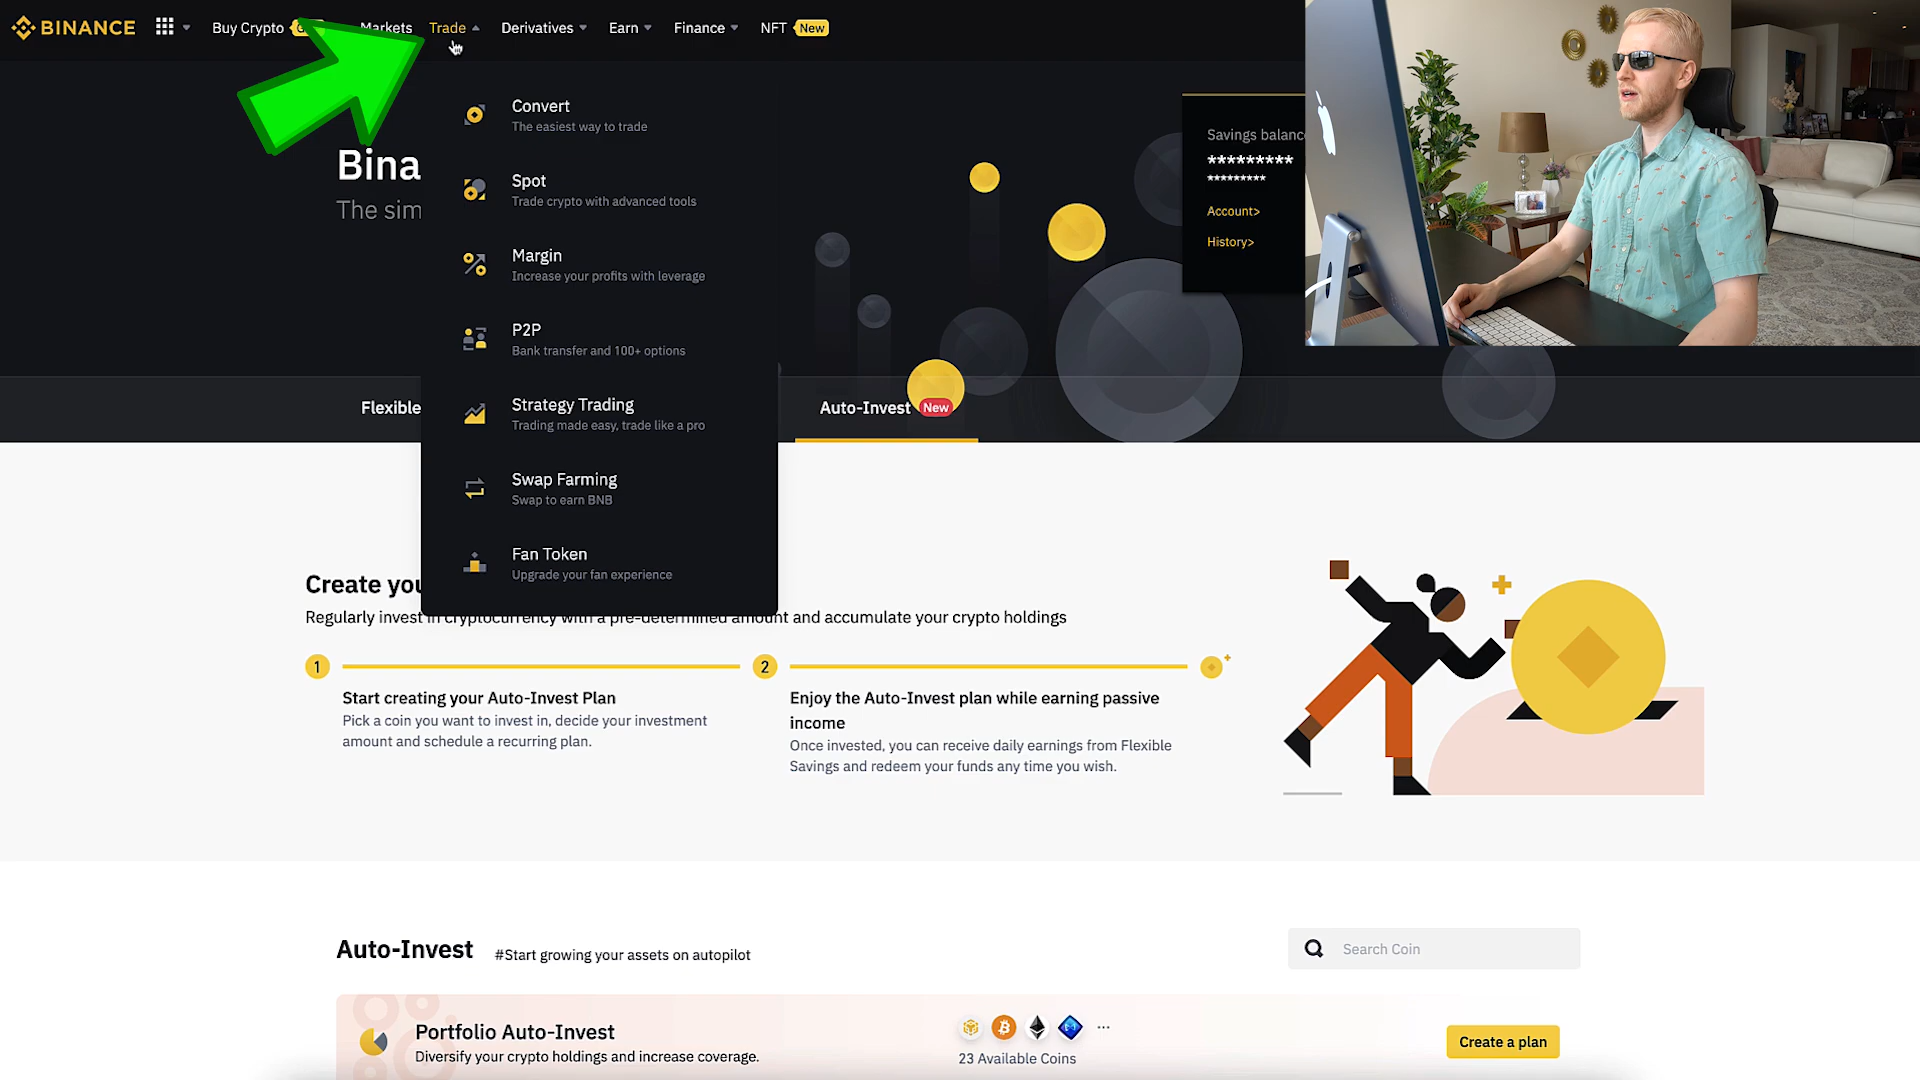 BINANCE
Buy Crypto
Markets
Trade
Derivatives
Earn
Finance
NFT New
Convert
The easiest way to trade
Spot
Trade crypto with advanced tools
Margin
Increase your profits with leverage
P2P
Bank transfer and 100+ options
Strategy Trading
Trading made easy, trade like a pro
Swap Farming
Swap to earn BNB
Fan Token
Upgrade your fan experience
Bina
The sim
Savings balanc
*********
*********
Account>
History>
Flexible
Auto-Invest New
Create you
Regularly invest in cryptocurrency with a pre-determined amount and accumulate your crypto holdings
1
2
Start creating your Auto-Invest Plan
Pick a coin you want to invest in, decide your investment
amount and schedule a recurring plan.
Enjoy the Auto-Invest plan while earning passive
income
Once invested, you can receive daily earnings from Flexible
Savings and redeem your funds any time you wish.
Auto-Invest #Start growing your assets on autopilot
Search Coin
Portfolio Auto-Invest
Diversify your crypto holdings and increase coverage.
23 Available Coins
Create a plan